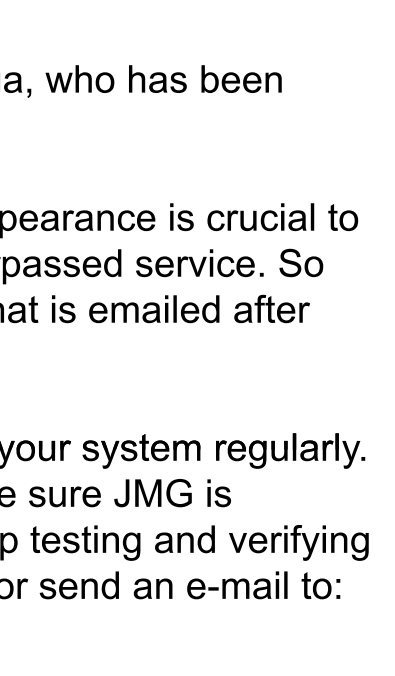 a, who has been
pearance is crucial to
passed service. So
hat is emailed after
your system regularly.
e sure JMG is
p testing and verifying
or send an e-mail to: